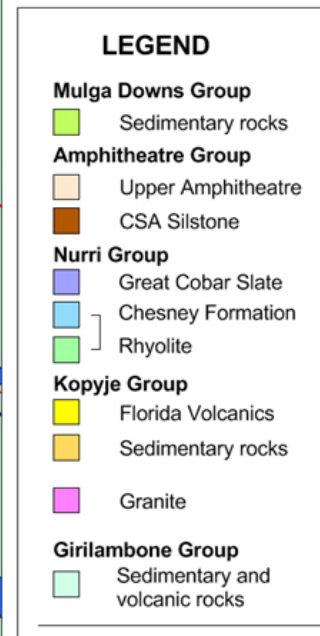 LEGEND
Mulga Downs Group
Sedimentary rocks
Amphitheatre Group
Upper Amphitheatre
CSA Silstone
Nurri Group
Great Cobar Slate
Chesney Formation
Rhyolite
Kopyje Group
Florida Volcanics
Sedimentary rocks
Granite
Girilambone Group
Sedimentary and
volcanic rocks